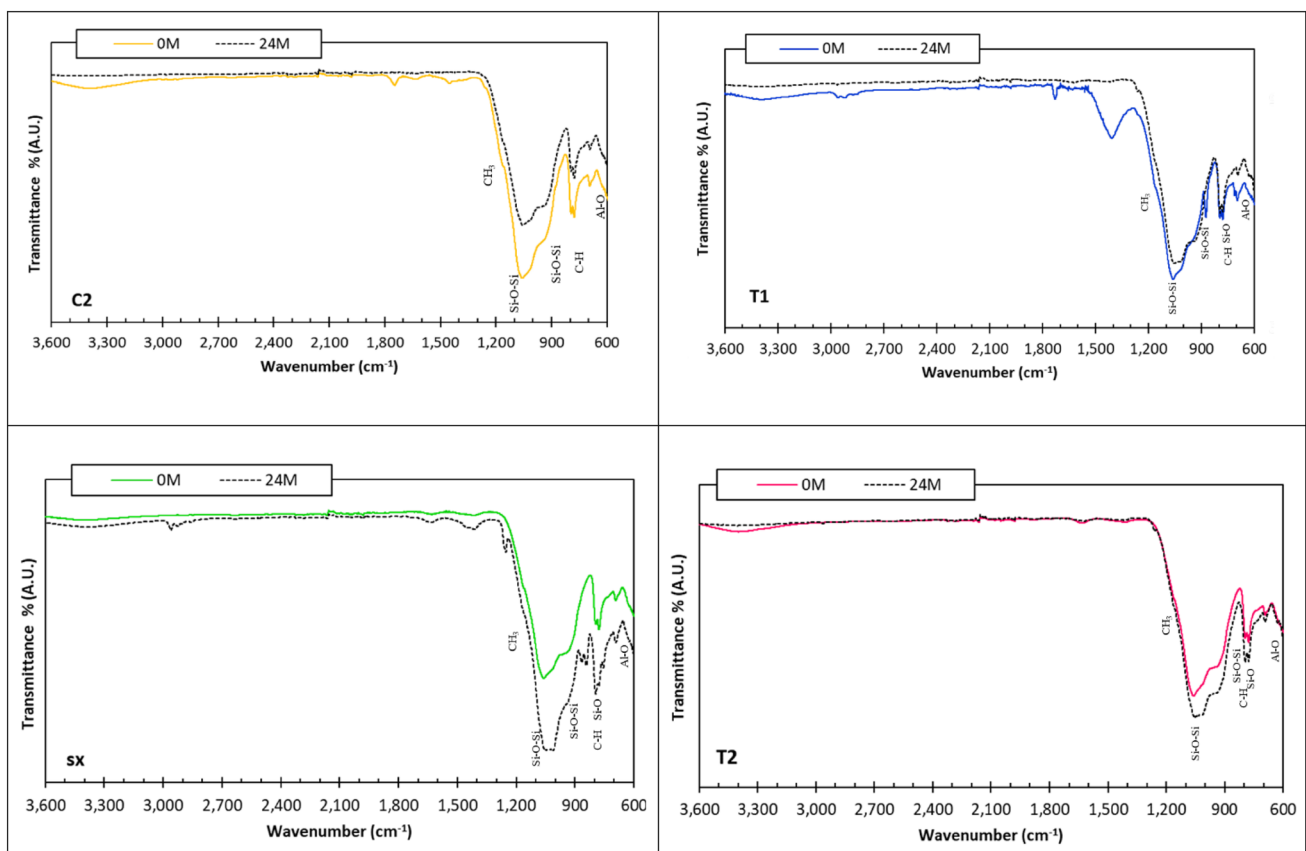 0M 24M
Transmittance % (A.U.)
CH3
Si-O-Si
Si-O-Si
C-H
Al-O
C2
3,600 3,300 3,000 2,700 2,400 2,100 1,800 1,500 1,200 900 600
Wavenumber (cm-1)
0M 24M
Transmittance % (A.U.)
CH3
Si-O-Si
Si-O-Si
C-H Si-O
Al-O
T1
3,600 3,300 3,000 2,700 2,400 2,100 1,800 1,500 1,200 900 600
Wavenumber (cm-1)
0M 24M
Transmittance % (A.U.)
CH3
Si-O-Si
Si-O-Si
C-H Si-O
Al-O
SX
3,600 3,300 3,000 2,700 2,400 2,100 1,800 1,500 1,200 900 600
Wavenumber (cm-1)
0M 24M
Transmittance % (A.U.)
CH3
Si-O-Si
Si-O-Si
C-H
Si-O
Al-O
T2
3,600 3,300 3,000 2,700 2,400 2,100 1,800 1,500 1,200 900 600
Wavenumber (cm-1)